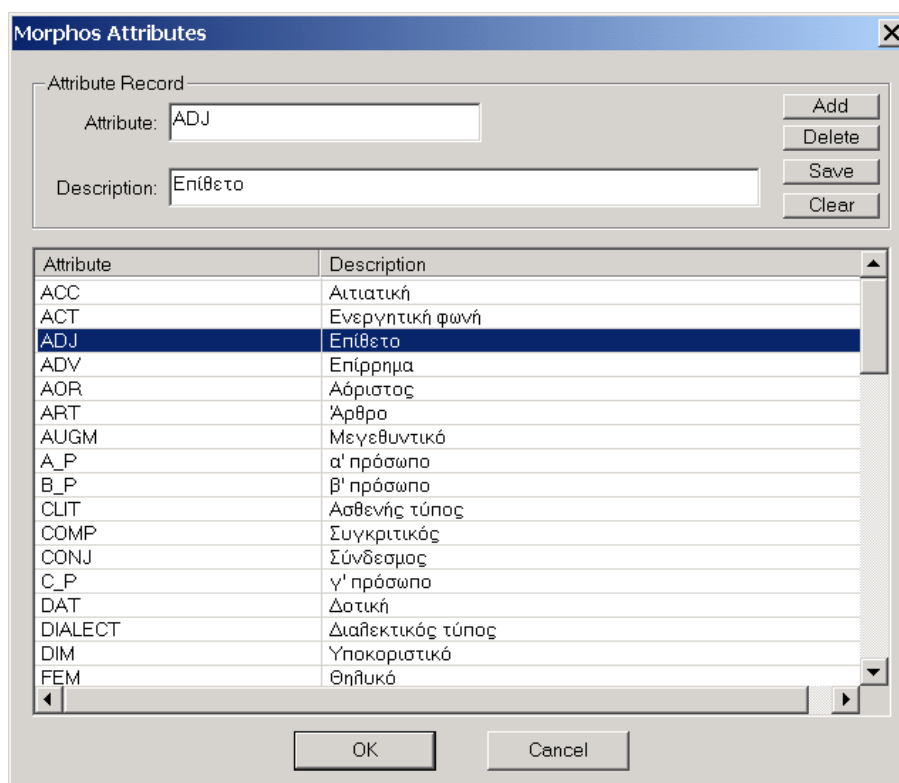 Morphos Attributes
Attribute Record
Attribute: ADJ
Add
Delete
Description: Επίθετο
Save
Clear
Attribute Description
ACC Αιτιατική
ACT Ενεργητική φωνή
ADJ Επίθετο
ADV Επίρρημα
AOR Αόριστος
ART Άρθρο
AUGM Μεγεθυντικό
A_P α' πρόσωπο
B_P β' πρόσωπο
CLIT Ασθενής τύπος
COMP Συγκριτικός
CONJ Σύνδεσμος
C_P γ' πρόσωπο
DAT Δοτική
DIALECT Διαλεκτικός τύπος
DIM Υποκοριστικό
FEM Θηλυκό
OK Cancel